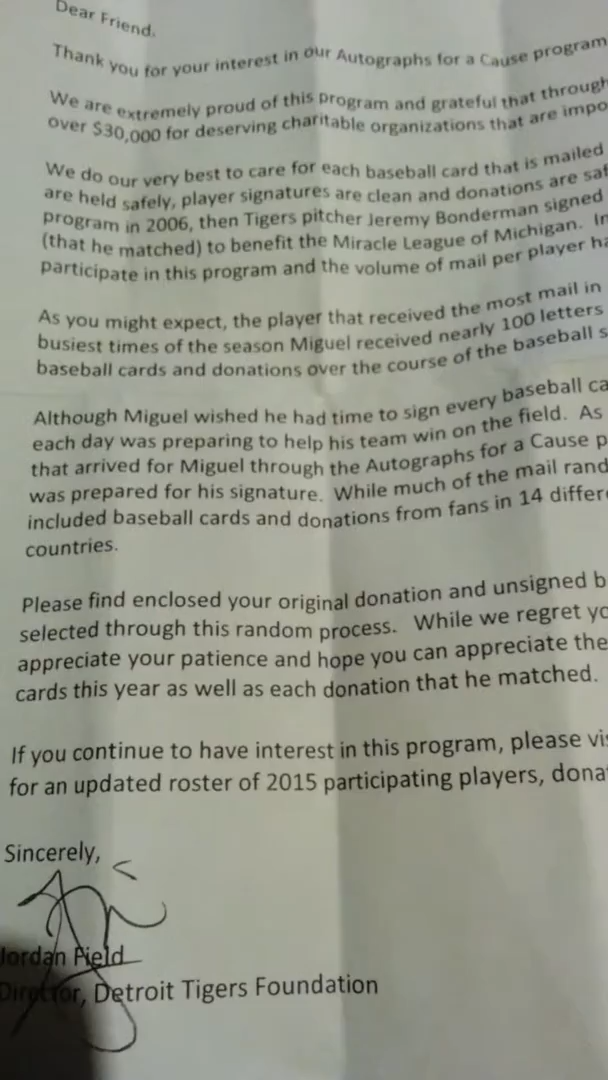 Dear Friend,
Thank you for your interest in our Autographs for a Cause program
We are extremely proud of this program and grateful that through
over $30,000 for deserving charitable organizations that are impo
We do our very best to care for each baseball card that is mailed
are held safely, player signatures are clean and donations are saf
program in 2006, then Tigers pitcher Jeremy Bonderman signed
(that he matched) to benefit the Miracle League of Michigan. In
participate in this program and the volume of mail per player ha
As you might expect, the player that received the most mail in
busiest times of the season Miguel received nearly 100 letters
baseball cards and donations over the course of the baseball s
Although Miguel wished he had time to sign every baseball ca
each day was preparing to help his team win on the field. As
that arrived for Miguel through the Autographs for a Cause p
was prepared for his signature. While much of the mail rand
included baseball cards and donations from fans in 14 differe
countries.
Please find enclosed your original donation and unsigned b
selected through this random process. While we regret yo
appreciate your patience and hope you can appreciate the
cards this year as well as each donation that he matched.
If you continue to have interest in this program, please vis
for an updated roster of 2015 participating players, dona
Sincerely,
Jordan Field
Director, Detroit Tigers Foundation